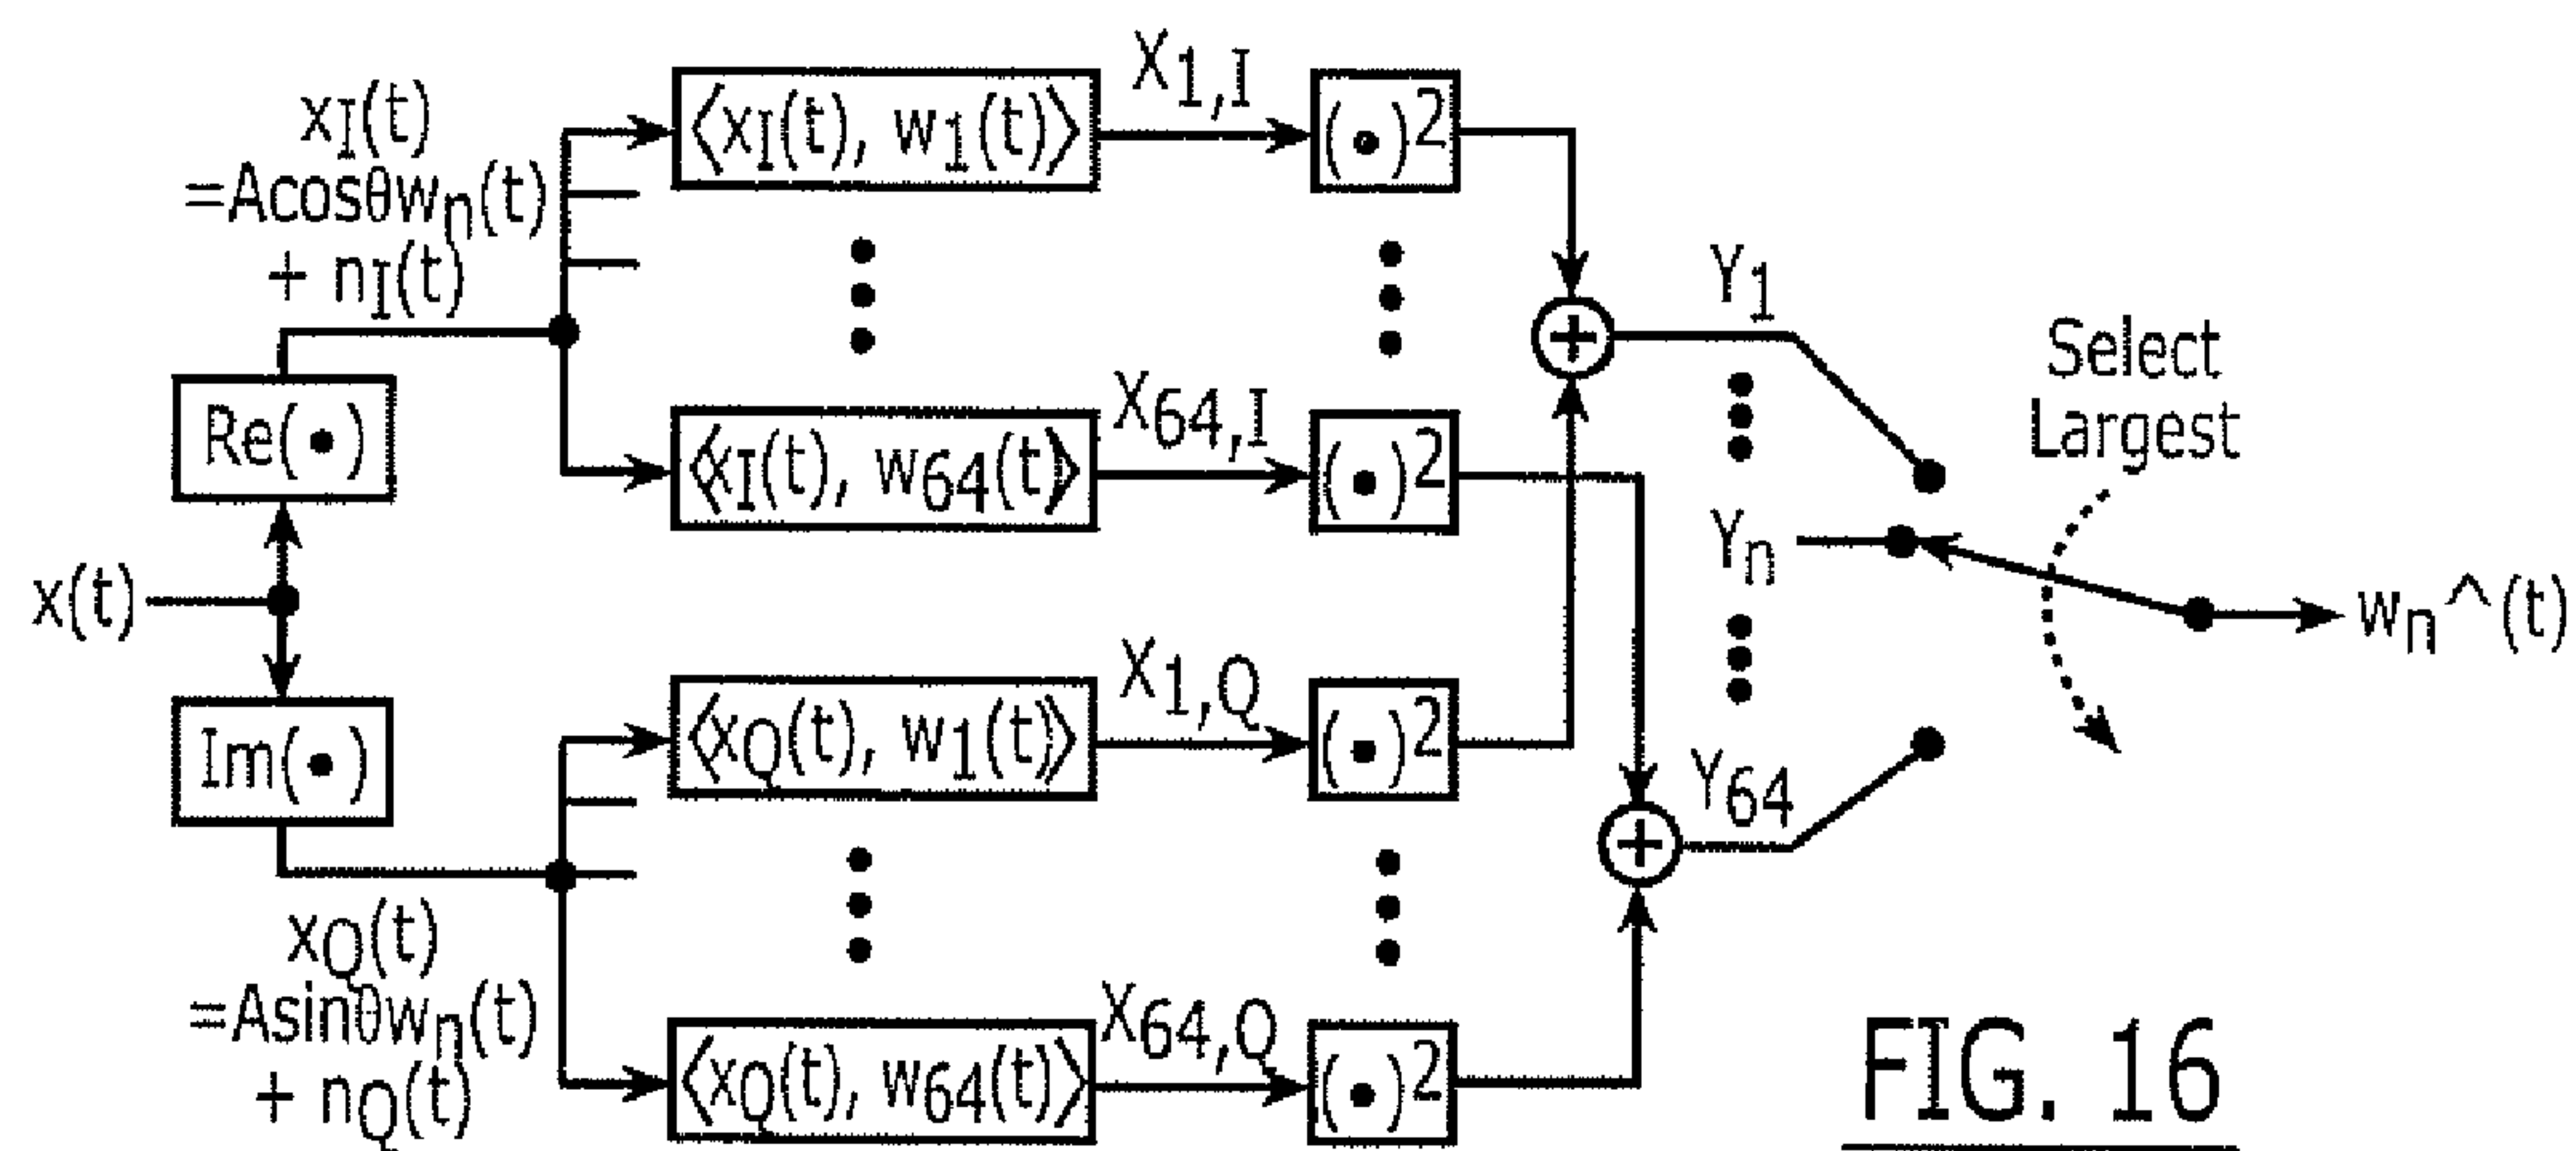 xI(t)
=Acosθwn(t)
+ nI(t)
⟨xI(t), w1(t)⟩
X1,I
(•)2
Re(•)
⟨xI(t), w64(t)⟩
X64,I
(•)2
Y1
Select
Largest
x(t)
Yn
wn^(t)
Im(•)
⟨xQ(t), w1(t)⟩
X1,Q
(•)2
Y64
xQ(t)
=Asinθwn(t)
+ nQ(t)
⟨xQ(t), w64(t)⟩
X64,Q
(•)2
FIG. 16